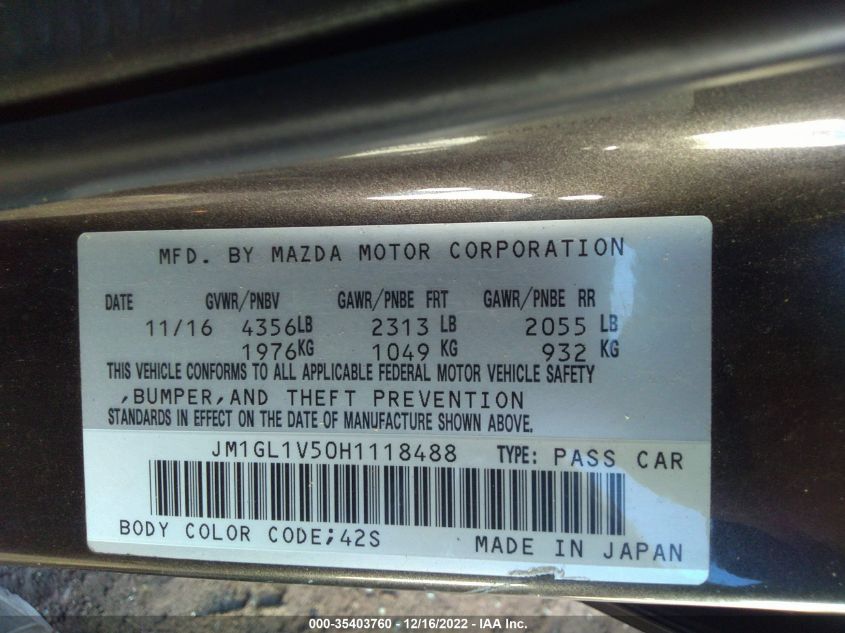 MFD. BY MAZDA MOTOR CORPORATION
DATE GVWR/PNBV GAWR/PNBE FRT GAWR/PNBE RR
11/16 4356LB 2313 LB 2055 LB
1976KG 1049 KG 932 KG
THIS VEHICLE CONFORMS TO ALL APPLICABLE FEDERAL MOTOR VEHICLE SAFETY
,BUMPER,AND THEFT PREVENTION
STANDARDS IN EFFECT ON THE DATE OF MANUFACTURE SHOWN ABOVE.
JM1GL1V50H1118488 TYPE: PASS CAR
BODY COLOR CODE;42S
MADE IN JAPAN
000-35403760 - 12/16/2022 - IAA Inc.